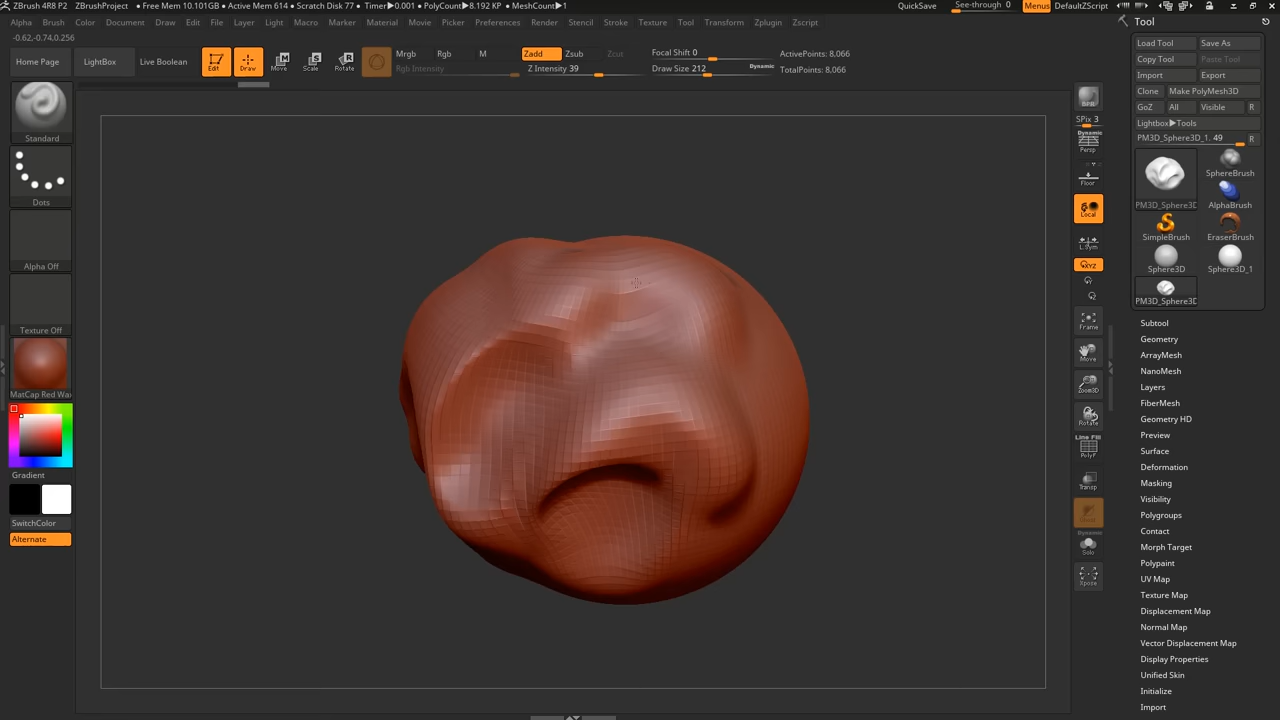 ZBrush 4R8 P2 ZBrushProject • Free Mem 10.101GB • Active Mem 614 • Scratch Disk 77 • Timer▶0.001 • PolyCount▶8.192 KP • MeshCount▶1 QuickSave See-through 0 Menus DefaultZScript
Alpha Brush Color Document Draw Edit File Layer Light Macro Marker Material Movie Picker Preferences Render Stencil Stroke Texture Tool Transform Zplugin Zscript
-0.62,-0.74,0.256
Home Page LightBox Live Boolean Edit Draw Move Scale Rotate
Mrgb Rgb M Zadd Zsub Zcut Focal Shift 0 ActivePoints: 8,066
Rgb Intensity Z Intensity 39 Draw Size 212 Dynamic TotalPoints: 8,066
Standard
Dots
Alpha Off
Texture Off
MatCap Red Wax
Gradient
SwitchColor
Alternate
BPR
SPix 3
Dynamic
Persp
Floor
Local
L.Sym
XYZ
Frame
Move
Zoom3D
Rotate
Line Fill
PolyF
Transp
Dynamic
Solo
Xpose
Tool
Load Tool Save As
Copy Tool Paste Tool
Import Export
Clone Make PolyMesh3D
GoZ All Visible R
Lightbox▶Tools
PM3D_Sphere3D_1. 49 R
PM3D_Sphere3D SphereBrush
AlphaBrush
SimpleBrush EraserBrush
Sphere3D Sphere3D_1
PM3D_Sphere3D
Subtool
Geometry
ArrayMesh
NanoMesh
Layers
FiberMesh
Geometry HD
Preview
Surface
Deformation
Masking
Visibility
Polygroups
Contact
Morph Target
Polypaint
UV Map
Texture Map
Displacement Map
Normal Map
Vector Displacement Map
Display Properties
Unified Skin
Initialize
Import